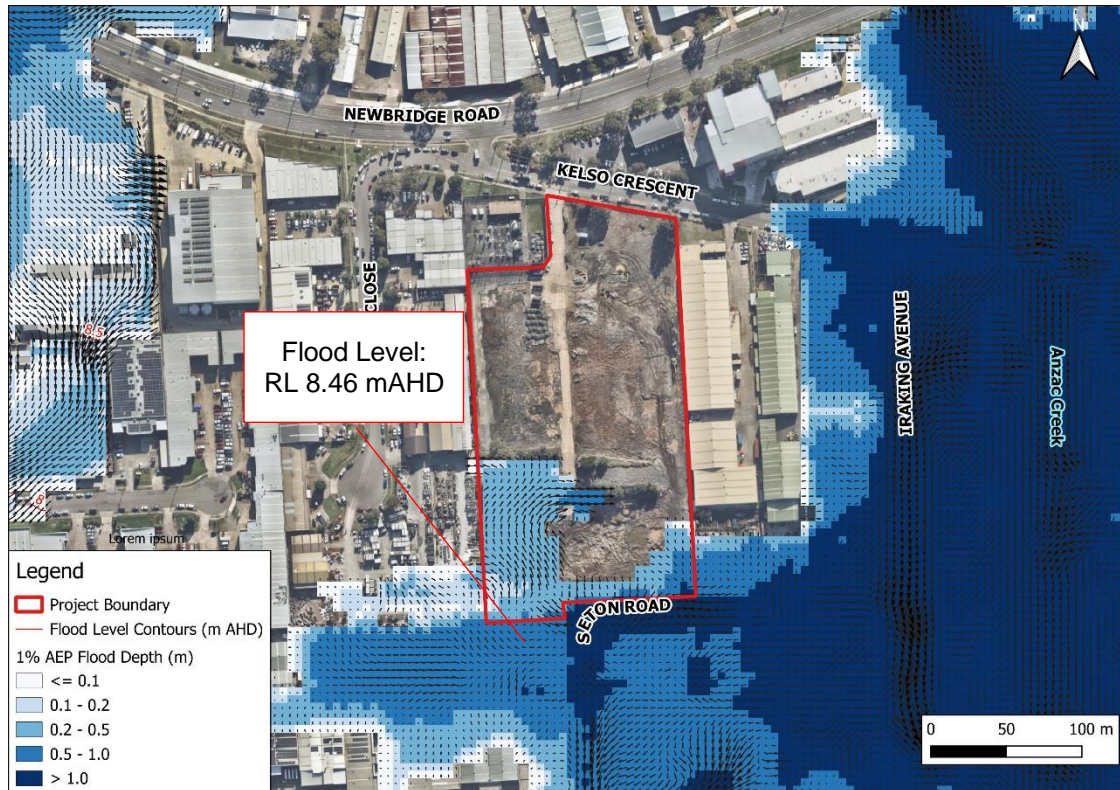 N
NEWBRIDGE ROAD
KELSO CRESCENT
CLOSE
8.5
Flood Level:
RL 8.46 mAHD
IRAKING AVENUE
Anzac Creek
8
Lorem ipsum
SETON ROAD
Legend
Project Boundary
Flood Level Contours (m AHD)
1% AEP Flood Depth (m)
<= 0.1
0.1 - 0.2
0.2 - 0.5
0.5 - 1.0
> 1.0
0 50 100 m